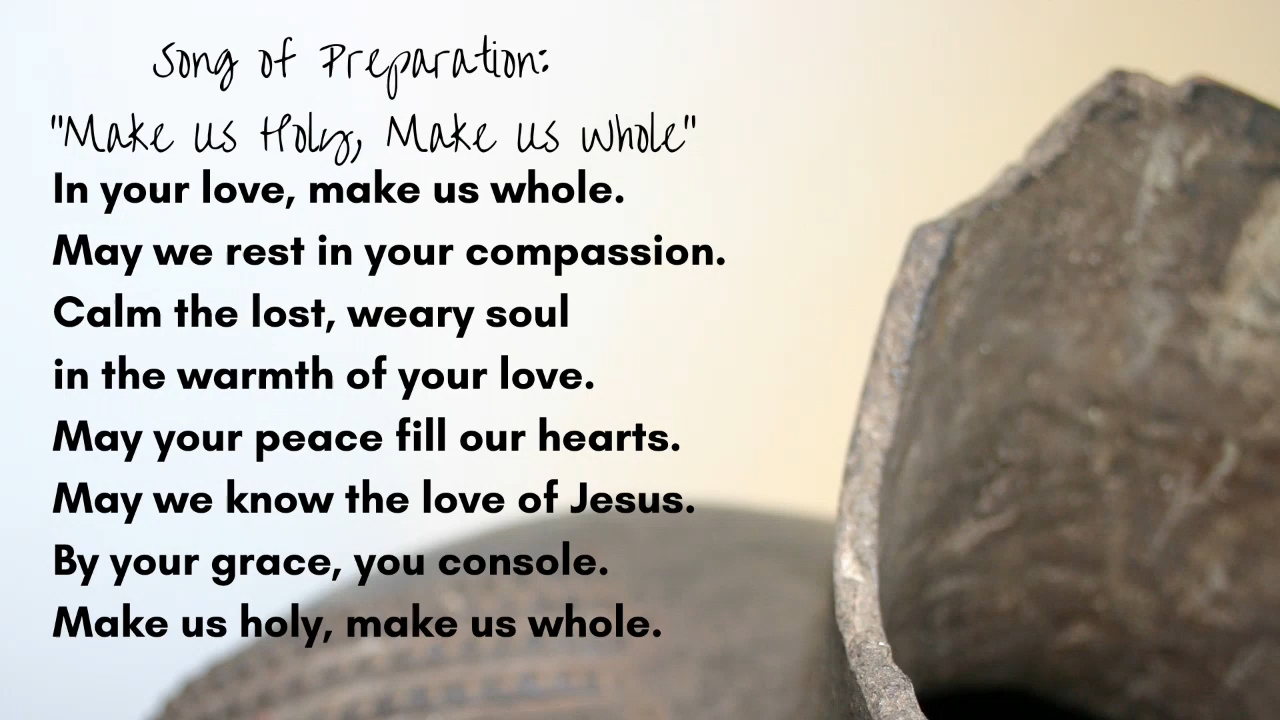 Song of Preparation:
"Make us Holy, Make us Whole"
In your love, make us whole.
May we rest in your compassion.
Calm the lost, weary soul
in the warmth of your love.
May your peace fill our hearts.
May we know the love of Jesus.
By your grace, you console.
Make us holy, make us whole.